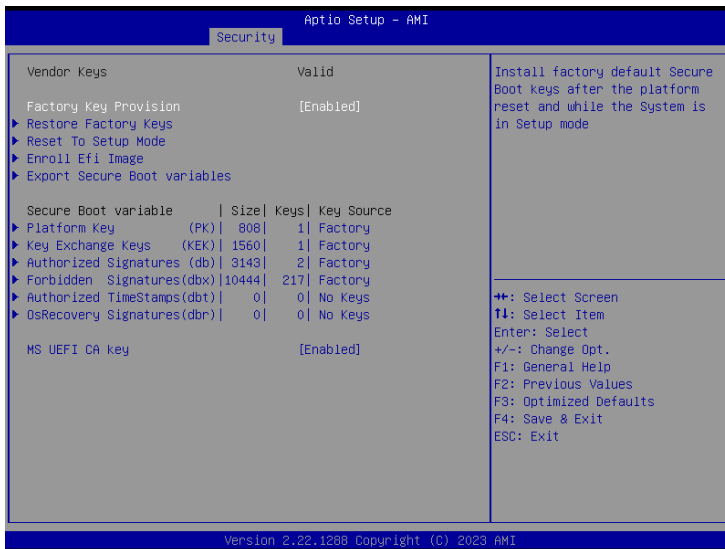 Aptio Setup – AMI
Security
Vendor Keys Valid
Factory Key Provision [Enabled]
Restore Factory Keys
Reset To Setup Mode
Enroll Efi Image
Export Secure Boot variables
Secure Boot variable | Size| Keys| Key Source
Platform Key (PK)| 808| 1| Factory
Key Exchange Keys (KEK)| 1560| 1| Factory
Authorized Signatures (db)| 3143| 2| Factory
Forbidden Signatures(dbx)|10444| 217| Factory
Authorized TimeStamps(dbt)| 0| 0| No Keys
OsRecovery Signatures(dbr)| 0| 0| No Keys
MS UEFI CA key [Enabled]
Install factory default Secure
Boot keys after the platform
reset and while the System is
in Setup mode
→←: Select Screen
↑↓: Select Item
Enter: Select
+/-: Change Opt.
F1: General Help
F2: Previous Values
F3: Optimized Defaults
F4: Save & Exit
ESC: Exit
Version 2.22.1288 Copyright (C) 2023 AMI